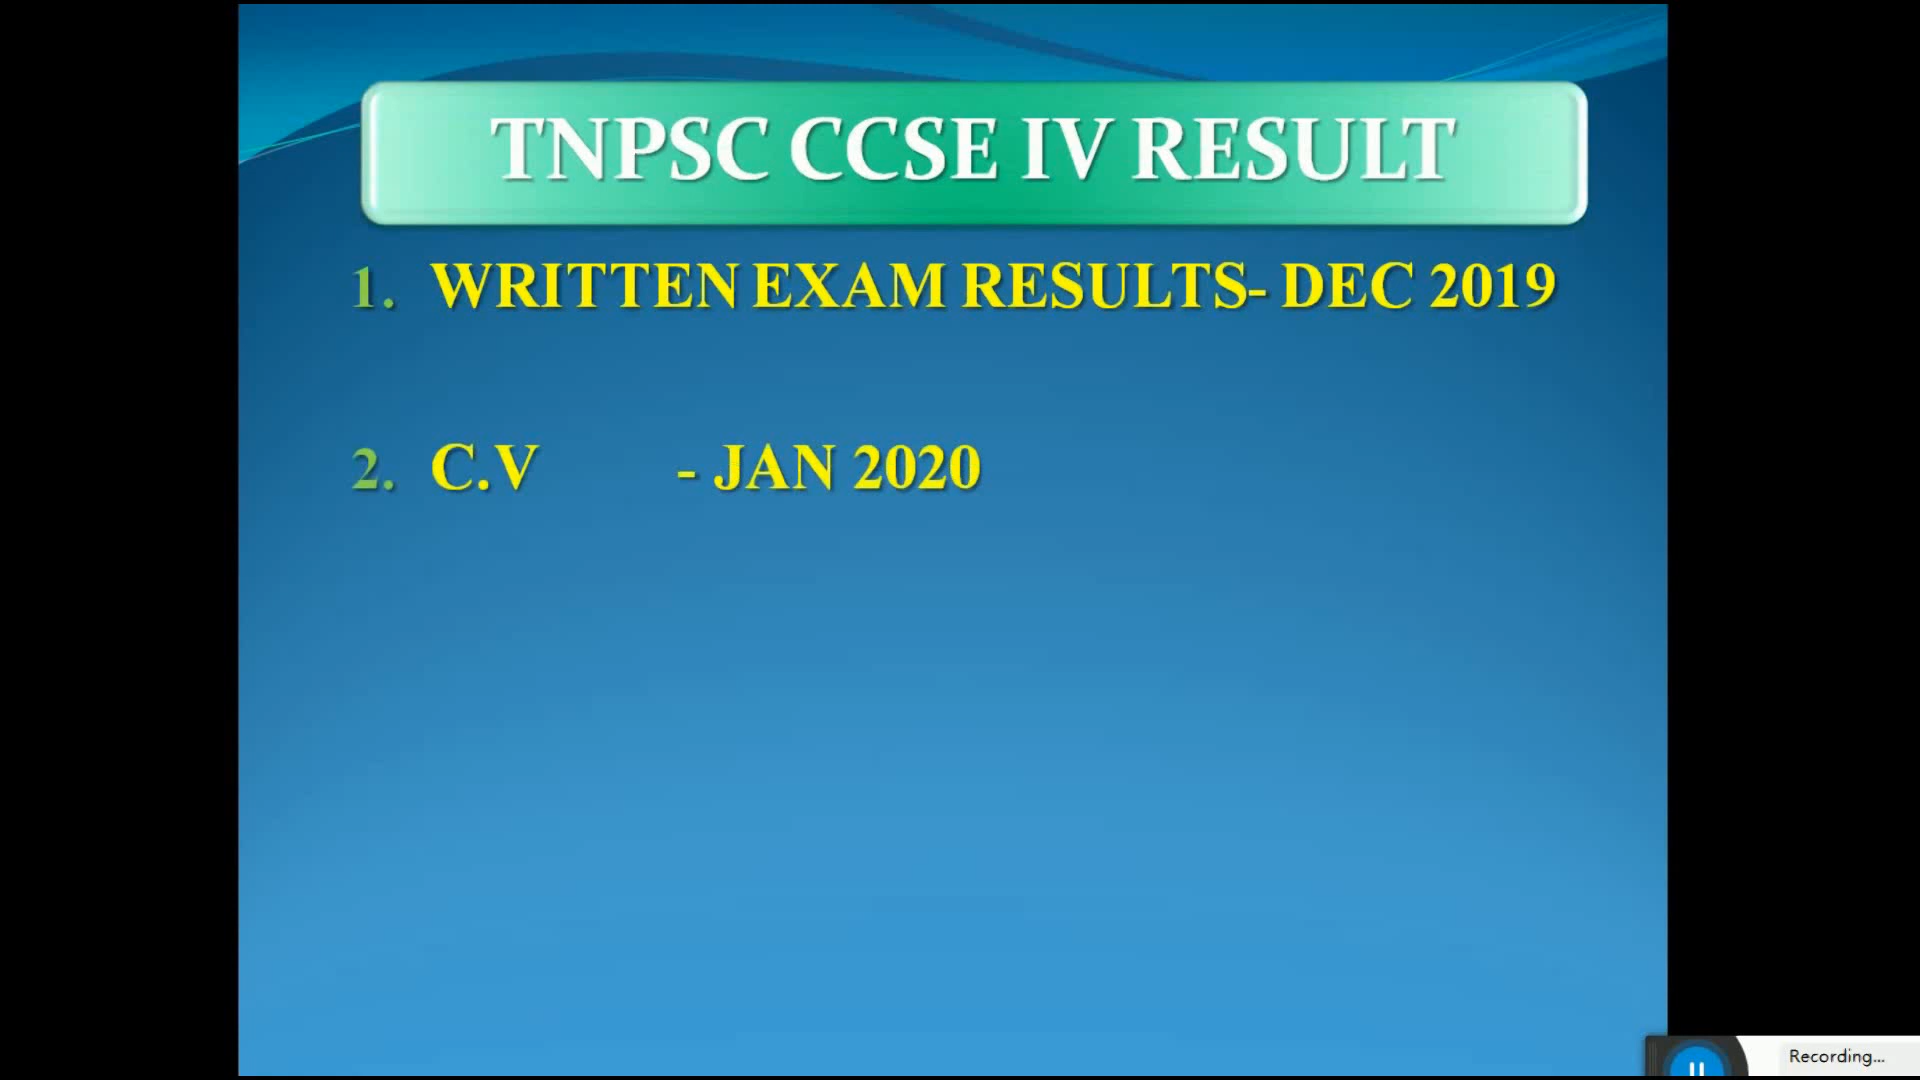 TNPSC CCSE IV RESULT
1. WRITTEN EXAM RESULTS- DEC 2019
2. C.V - JAN 2020
Recording...